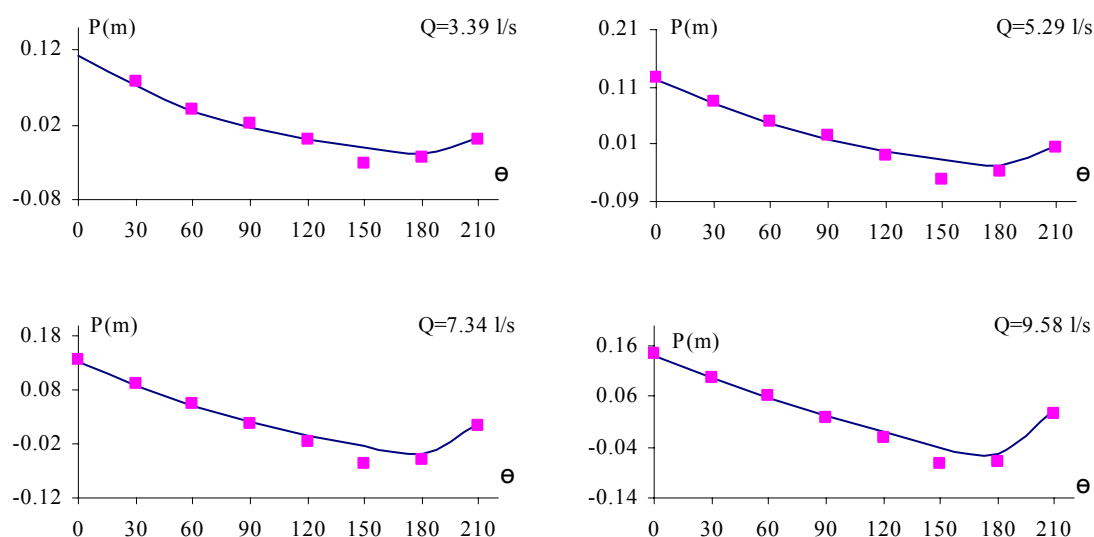 P(m) Q=3.39 l/s
0.12
0.02
-0.08
Θ
0 30 60 90 120 150 180 210
P(m) Q=5.29 l/s
0.21
0.11
0.01
-0.09
Θ
0 30 60 90 120 150 180 210
P(m) Q=7.34 l/s
0.18
0.08
-0.02
-0.12
Θ
0 30 60 90 120 150 180 210
P(m) Q=9.58 l/s
0.16
0.06
-0.04
-0.14
Θ
0 30 60 90 120 150 180 210